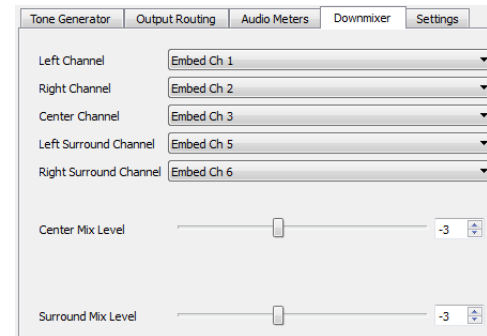 Tone Generator Output Routing Audio Meters Downmixer Settings
Left Channel Embed Ch 1
Right Channel Embed Ch 2
Center Channel Embed Ch 3
Left Surround Channel Embed Ch 5
Right Surround Channel Embed Ch 6
Center Mix Level -3
Surround Mix Level -3